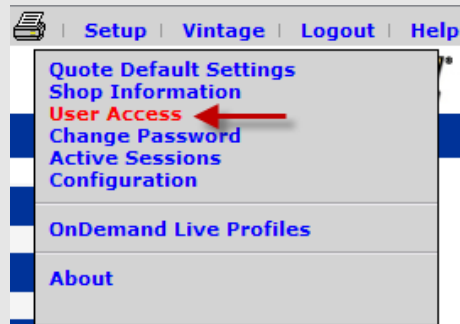 Setup | Vintage | Logout | Help
Quote Default Settings
Shop Information
User Access
Change Password
Active Sessions
Configuration
OnDemand Live Profiles
About